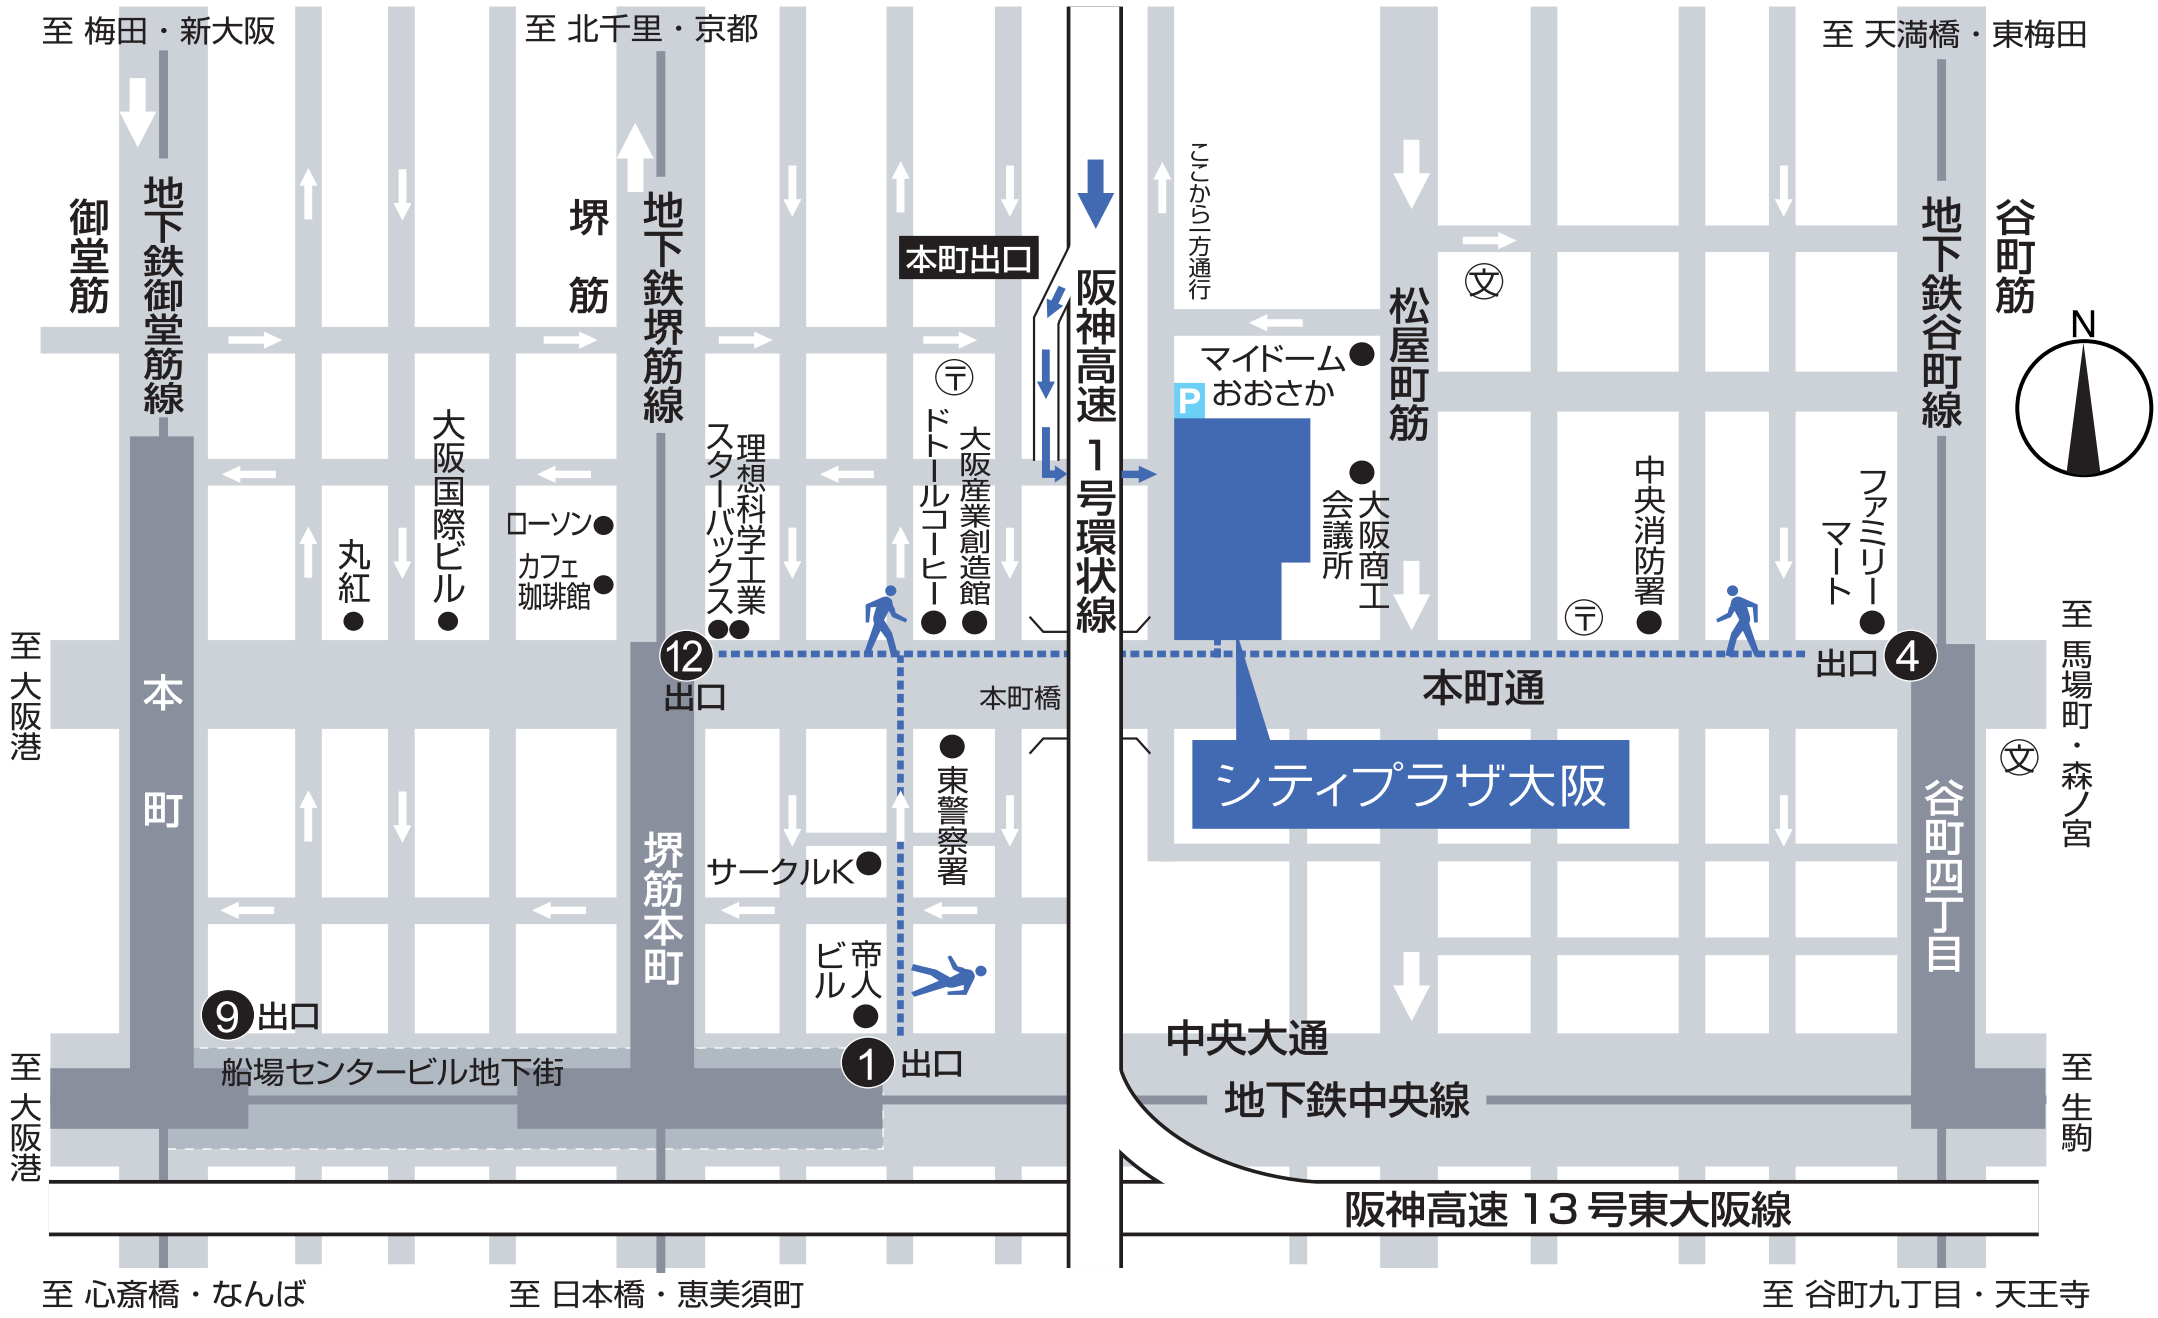 至 梅田・新大阪
至 北千里・京都
至 天満橋・東梅田
御堂筋
地下鉄御堂筋線
堺 筋
地下鉄堺筋線
本町出口
阪神高速1号環状線
ここから一方通行
松屋町筋
文
地下鉄谷町線
谷町筋
N
〒
マイドーム
おおさか
P
大阪国際ビル
丸紅
ローソン
カフェ
珈琲館
理想科学工業
スターバックス
大阪産業創造館
ドトールコーヒー
大阪商工
会議所
中央消防署
〒
ファミリー
マート
至 大阪港
12
出口
本町橋
本町通
出口
4
至 馬場町・森ノ宮
文
本町
シティプラザ大阪
東警察署
サークルK
堺筋本町
谷町四丁目
帝人
ビル
9
出口
1
出口
船場センタービル地下街
中央大通
地下鉄中央線
至 大阪港
至 生駒
阪神高速13号東大阪線
至 心斎橋・なんば
至 日本橋・恵美須町
至 谷町九丁目・天王寺